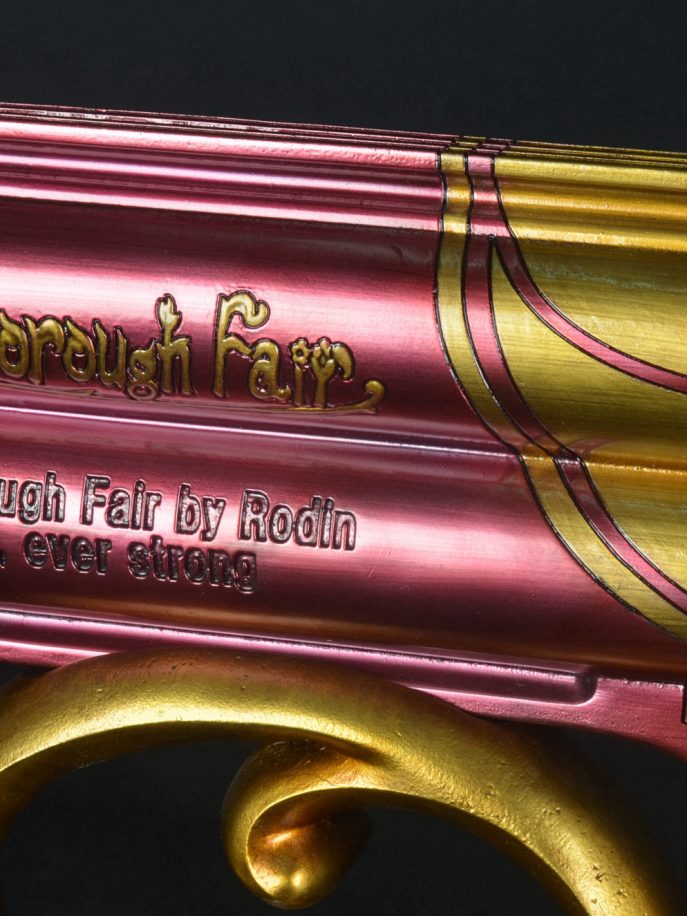 orough Fair
ugh Fair by Rodin
, ever strong